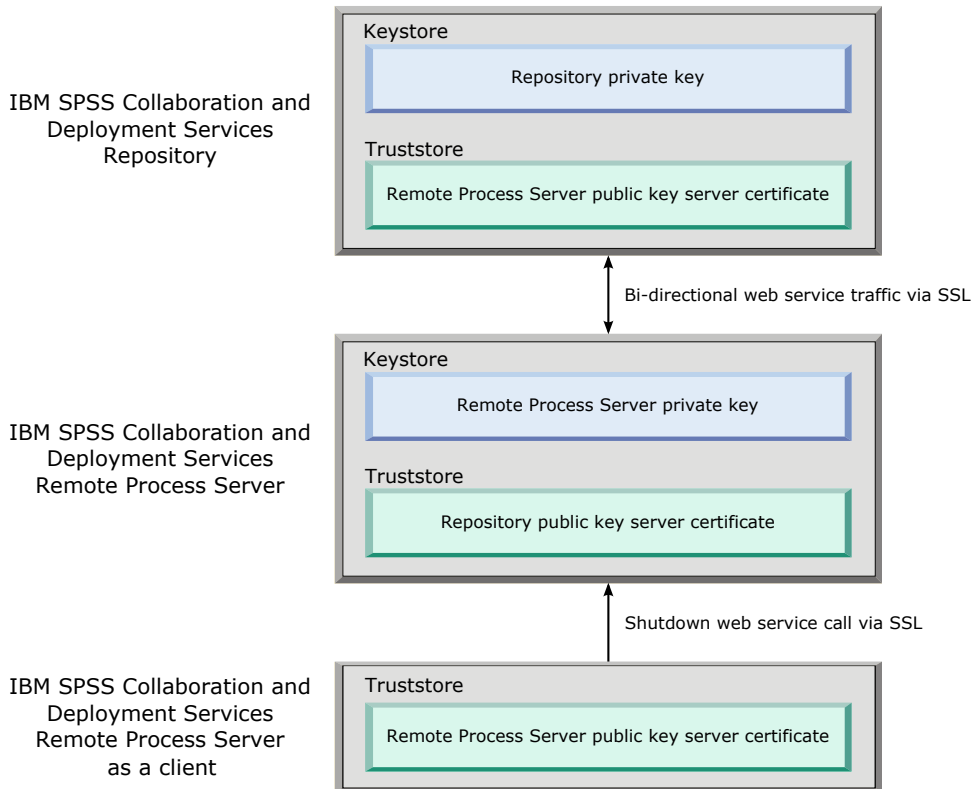 Keystore
Repository private key
IBM SPSS Collaboration and
Deployment Services
Repository
Truststore
Remote Process Server public key server certificate
Bi-directional web service traffic via SSL
Keystore
Remote Process Server private key
IBM SPSS Collaboration and
Deployment Services
Remote Process Server
Truststore
Repository public key server certificate
Shutdown web service call via SSL
IBM SPSS Collaboration and
Deployment Services
Remote Process Server
as a client
Truststore
Remote Process Server public key server certificate